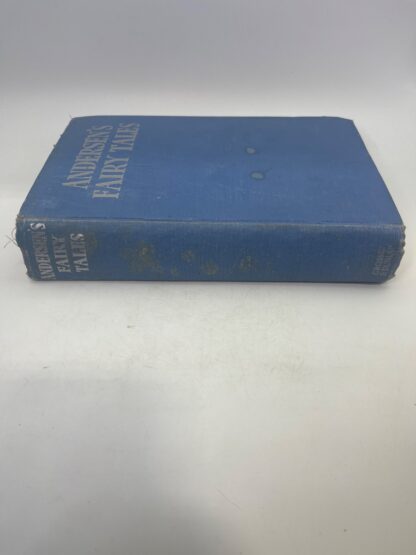 ANDERSEN'S
FAIRY TALES
ANDERSEN'S
FAIRY
TALES